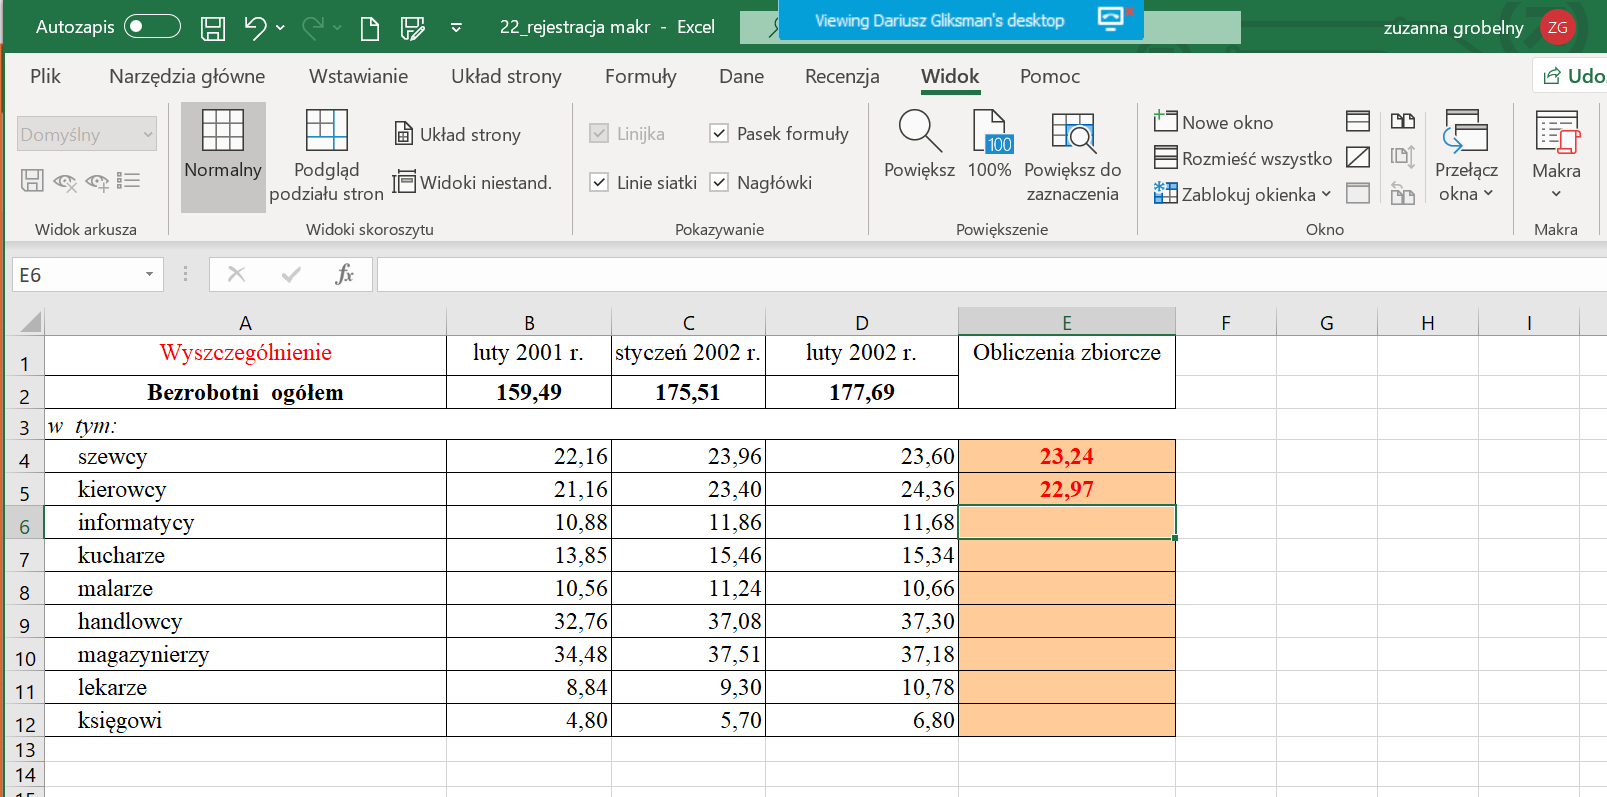 Autozapis
22_rejestracja makr - Excel
Viewing Dariusz Gliksman's desktop
zuzanna grobelny
ZG
Plik
Narzędzia główne
Wstawianie
Układ strony
Formuły
Dane
Recenzja
Widok
Pomoc
Udo
Domyślny
Widok arkusza
Normalny
Podgląd
podziału stron
Układ strony
Widoki niestand.
Widoki skoroszytu
Linijka
Pasek formuły
Linie siatki
Nagłówki
Pokazywanie
Powiększ
100
100%
Powiększ do
zaznaczenia
Powiększenie
Nowe okno
Rozmieść wszystko
Zablokuj okienka
Przełącz
okna
Okno
Makra
Makra
E6
fx
A B C D E F G H I
1 Wyszczególnienie luty 2001 r. styczeń 2002 r. luty 2002 r. Obliczenia zbiorcze
2 Bezrobotni ogółem 159,49 175,51 177,69
3 w tym:
4 szewcy 22,16 23,96 23,60 23,24
5 kierowcy 21,16 23,40 24,36 22,97
6 informatycy 10,88 11,86 11,68
7 kucharze 13,85 15,46 15,34
8 malarze 10,56 11,24 10,66
9 handlowcy 32,76 37,08 37,30
10 magazynierzy 34,48 37,51 37,18
11 lekarze 8,84 9,30 10,78
12 księgowi 4,80 5,70 6,80
13
14